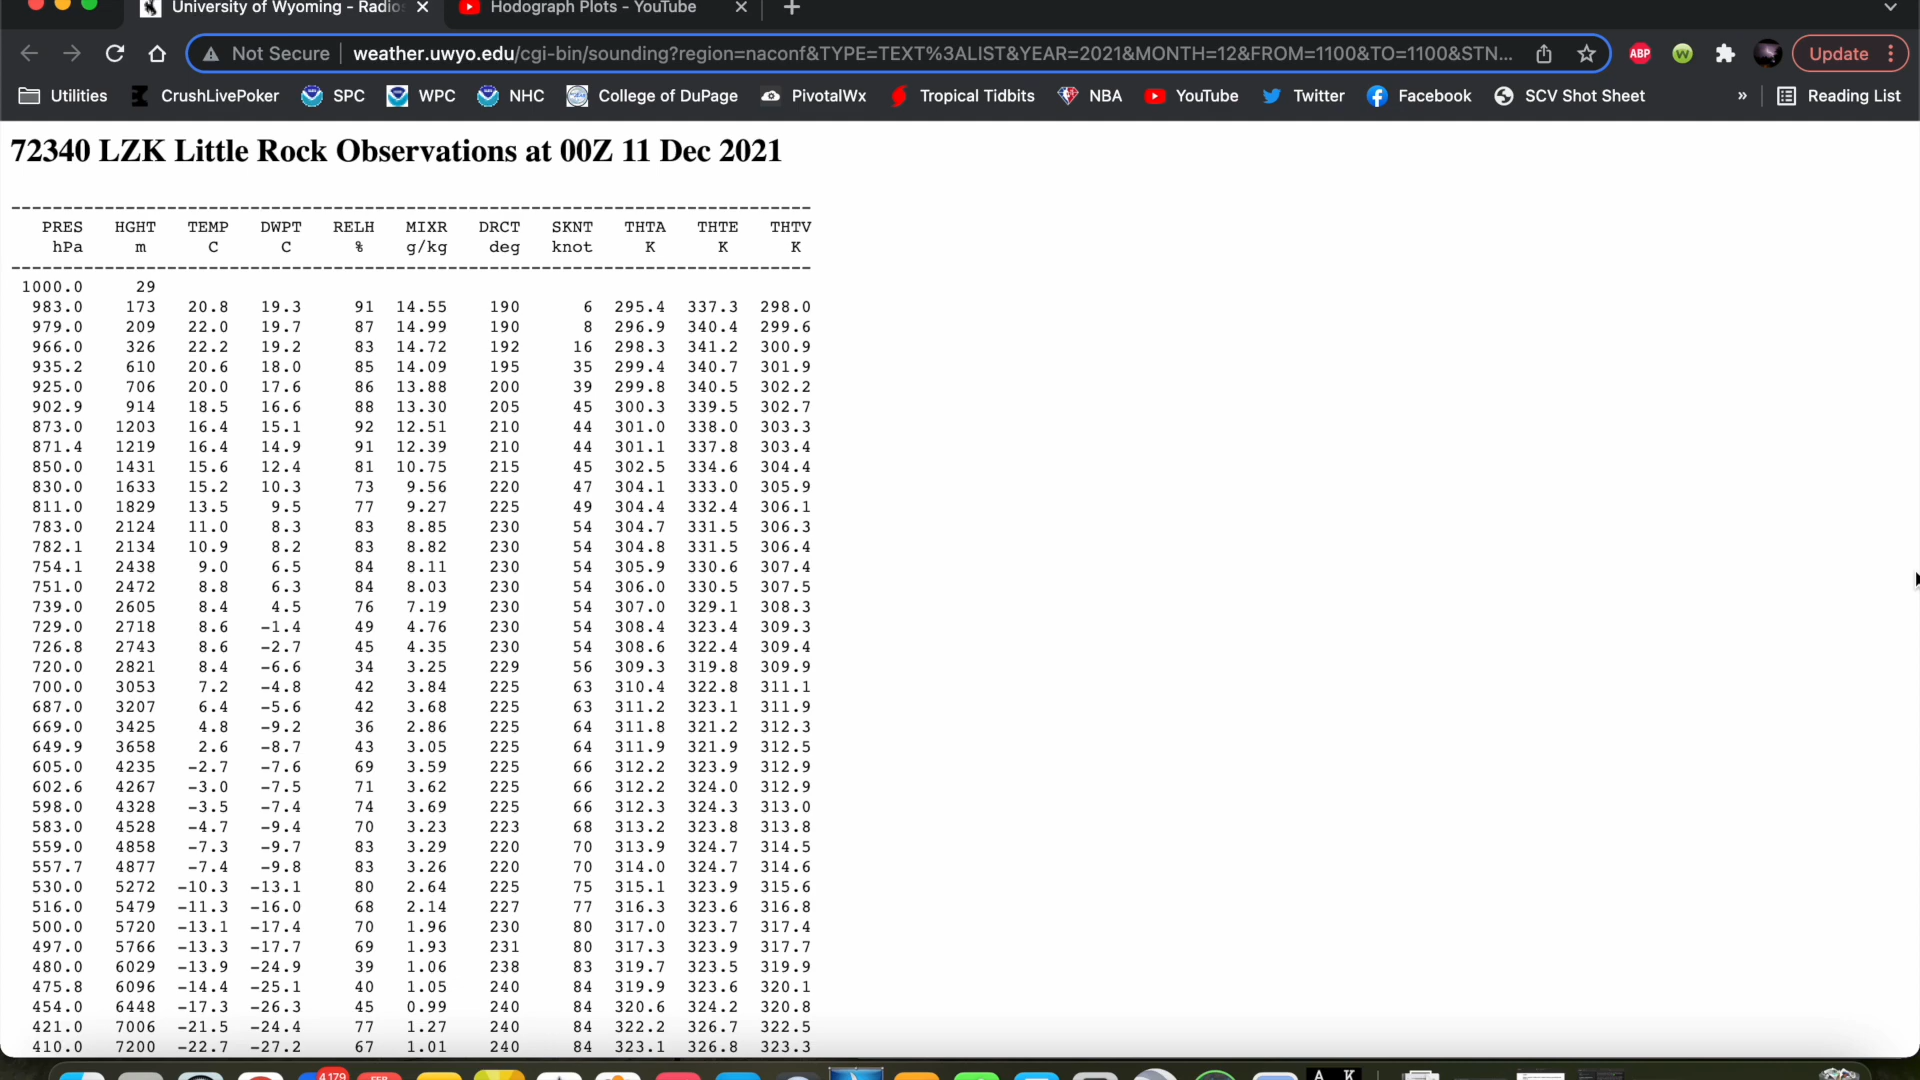 University of Wyoming - Radios
Hodograph Plots - YouTube
Not Secure weather.uwyo.edu/cgi-bin/sounding?region=naconf&TYPE=TEXT%3ALIST&YEAR=2021&MONTH=12&FROM=1100&TO=1100&STN... ABP W Update
Utilities CrushLivePoker SPC WPC NHC College of DuPage PivotalWx Tropical Tidbits NBA YouTube Twitter Facebook SCV Shot Sheet » Reading List
72340 LZK Little Rock Observations at 00Z 11 Dec 2021
PRES HGHT TEMP DWPT RELH MIXR DRCT SKNT THTA THTE THTV
hPa m C C % g/kg deg knot K K K
1000.0 29
983.0 173 20.8 19.3 91 14.55 190 6 295.4 337.3 298.0
979.0 209 22.0 19.7 87 14.99 190 8 296.9 340.4 299.6
966.0 326 22.2 19.2 83 14.72 192 16 298.3 341.2 300.9
935.2 610 20.6 18.0 85 14.09 195 35 299.4 340.7 301.9
925.0 706 20.0 17.6 86 13.88 200 39 299.8 340.5 302.2
902.9 914 18.5 16.6 88 13.30 205 45 300.3 339.5 302.7
873.0 1203 16.4 15.1 92 12.51 210 44 301.0 338.0 303.3
871.4 1219 16.4 14.9 91 12.39 210 44 301.1 337.8 303.4
850.0 1431 15.6 12.4 81 10.75 215 45 302.5 334.6 304.4
830.0 1633 15.2 10.3 73 9.56 220 47 304.1 333.0 305.9
811.0 1829 13.5 9.5 77 9.27 225 49 304.4 332.4 306.1
783.0 2124 11.0 8.3 83 8.85 230 54 304.7 331.5 306.3
782.1 2134 10.9 8.2 83 8.82 230 54 304.8 331.5 306.4
754.1 2438 9.0 6.5 84 8.11 230 54 305.9 330.6 307.4
751.0 2472 8.8 6.3 84 8.03 230 54 306.0 330.5 307.5
739.0 2605 8.4 4.5 76 7.19 230 54 307.0 329.1 308.3
729.0 2718 8.6 -1.4 49 4.76 230 54 308.4 323.4 309.3
726.8 2743 8.6 -2.7 45 4.35 230 54 308.6 322.4 309.4
720.0 2821 8.4 -6.6 34 3.25 229 56 309.3 319.8 309.9
700.0 3053 7.2 -4.8 42 3.84 225 63 310.4 322.8 311.1
687.0 3207 6.4 -5.6 42 3.68 225 63 311.2 323.1 311.9
669.0 3425 4.8 -9.2 36 2.86 225 64 311.8 321.2 312.3
649.9 3658 2.6 -8.7 43 3.05 225 64 311.9 321.9 312.5
605.0 4235 -2.7 -7.6 69 3.59 225 66 312.2 323.9 312.9
602.6 4267 -3.0 -7.5 71 3.62 225 66 312.2 324.0 312.9
598.0 4328 -3.5 -7.4 74 3.69 225 66 312.3 324.3 313.0
583.0 4528 -4.7 -9.4 70 3.23 223 68 313.2 323.8 313.8
559.0 4858 -7.3 -9.7 83 3.29 220 70 313.9 324.7 314.5
557.7 4877 -7.4 -9.8 83 3.26 220 70 314.0 324.7 314.6
530.0 5272 -10.3 -13.1 80 2.64 225 75 315.1 323.9 315.6
516.0 5479 -11.3 -16.0 68 2.14 227 77 316.3 323.6 316.8
500.0 5720 -13.1 -17.4 70 1.96 230 80 317.0 323.7 317.4
497.0 5766 -13.3 -17.7 69 1.93 231 80 317.3 323.9 317.7
480.0 6029 -13.9 -24.9 39 1.06 238 83 319.7 323.5 319.9
475.8 6096 -14.4 -25.1 40 1.05 240 84 319.9 323.6 320.1
454.0 6448 -17.3 -26.3 45 0.99 240 84 320.6 324.2 320.8
421.0 7006 -21.5 -24.4 77 1.27 240 84 322.2 326.7 322.5
410.0 7200 -22.7 -27.2 67 1.01 240 84 323.1 326.8 323.3
4,179 FEB A K